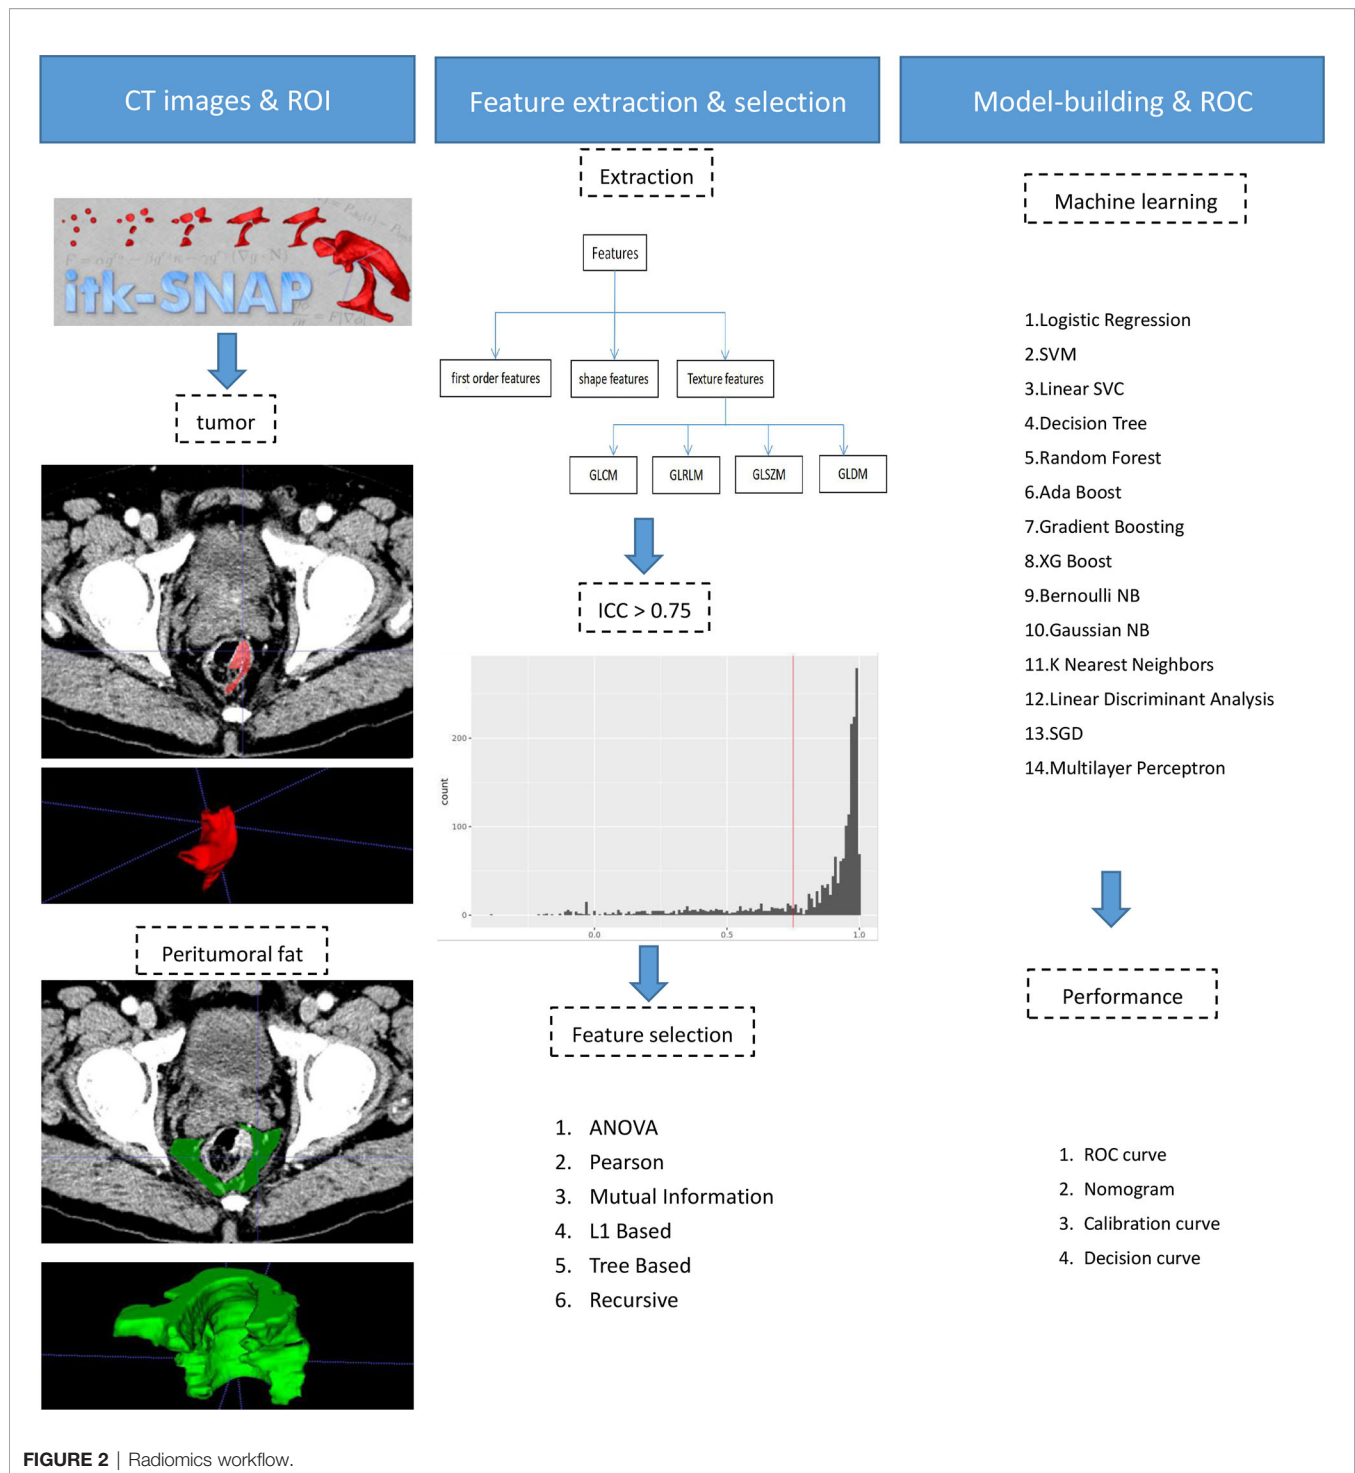 CT images & ROI
itk-SNAP
tumor
Peritumoral fat
Feature extraction & selection
Extraction
Features
first order features
shape features
Texture features
GLCM
GLRLM
GLSZM
GLDM
ICC > 0.75
count
200
100
0
0.0
0.5
1.0
Feature selection
1. ANOVA
2. Pearson
3. Mutual Information
4. L1 Based
5. Tree Based
6. Recursive
Model-building & ROC
Machine learning
1.Logistic Regression
2.SVM
3.Linear SVC
4.Decision Tree
5.Random Forest
6.Ada Boost
7.Gradient Boosting
8.XG Boost
9.Bernoulli NB
10.Gaussian NB
11.K Nearest Neighbors
12.Linear Discriminant Analysis
13.SGD
14.Multilayer Perceptron
Performance
1. ROC curve
2. Nomogram
3. Calibration curve
4. Decision curve
FIGURE 2 | Radiomics workflow.